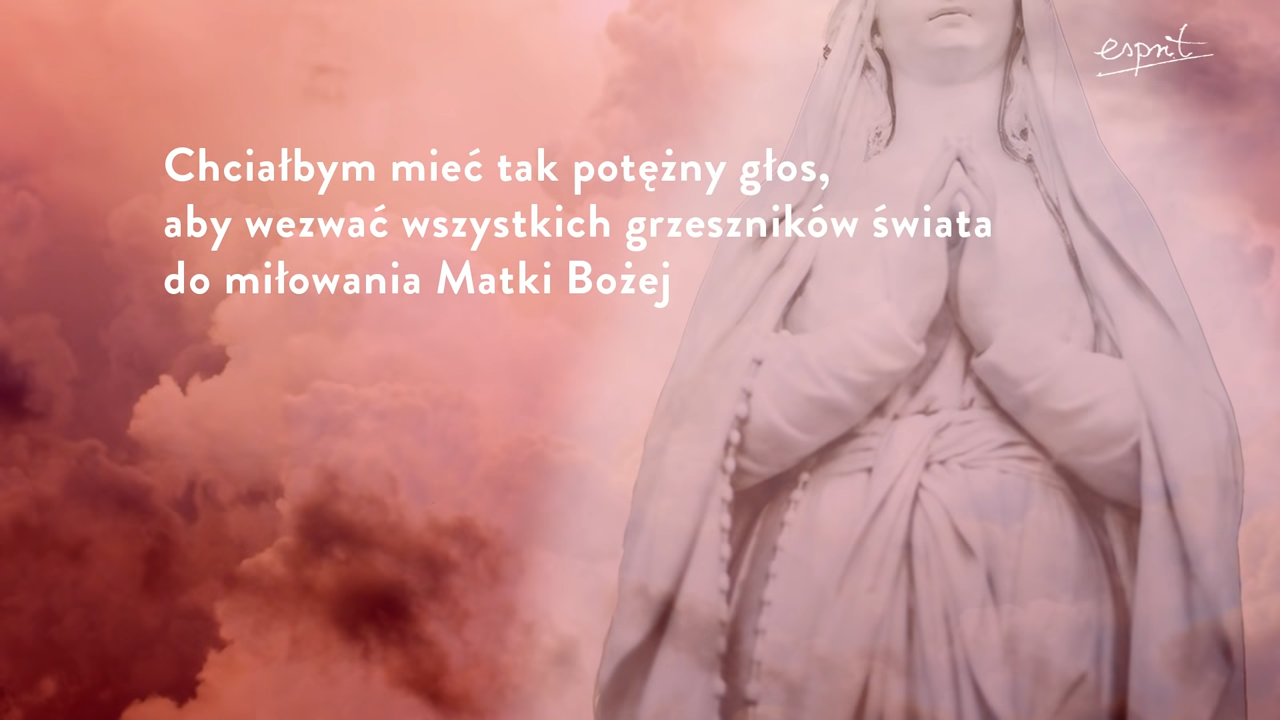 esprit
Chciałbym mieć tak potężny głos,
aby wezwać wszystkich grzeszników świata
do miłowania Matki Bożej